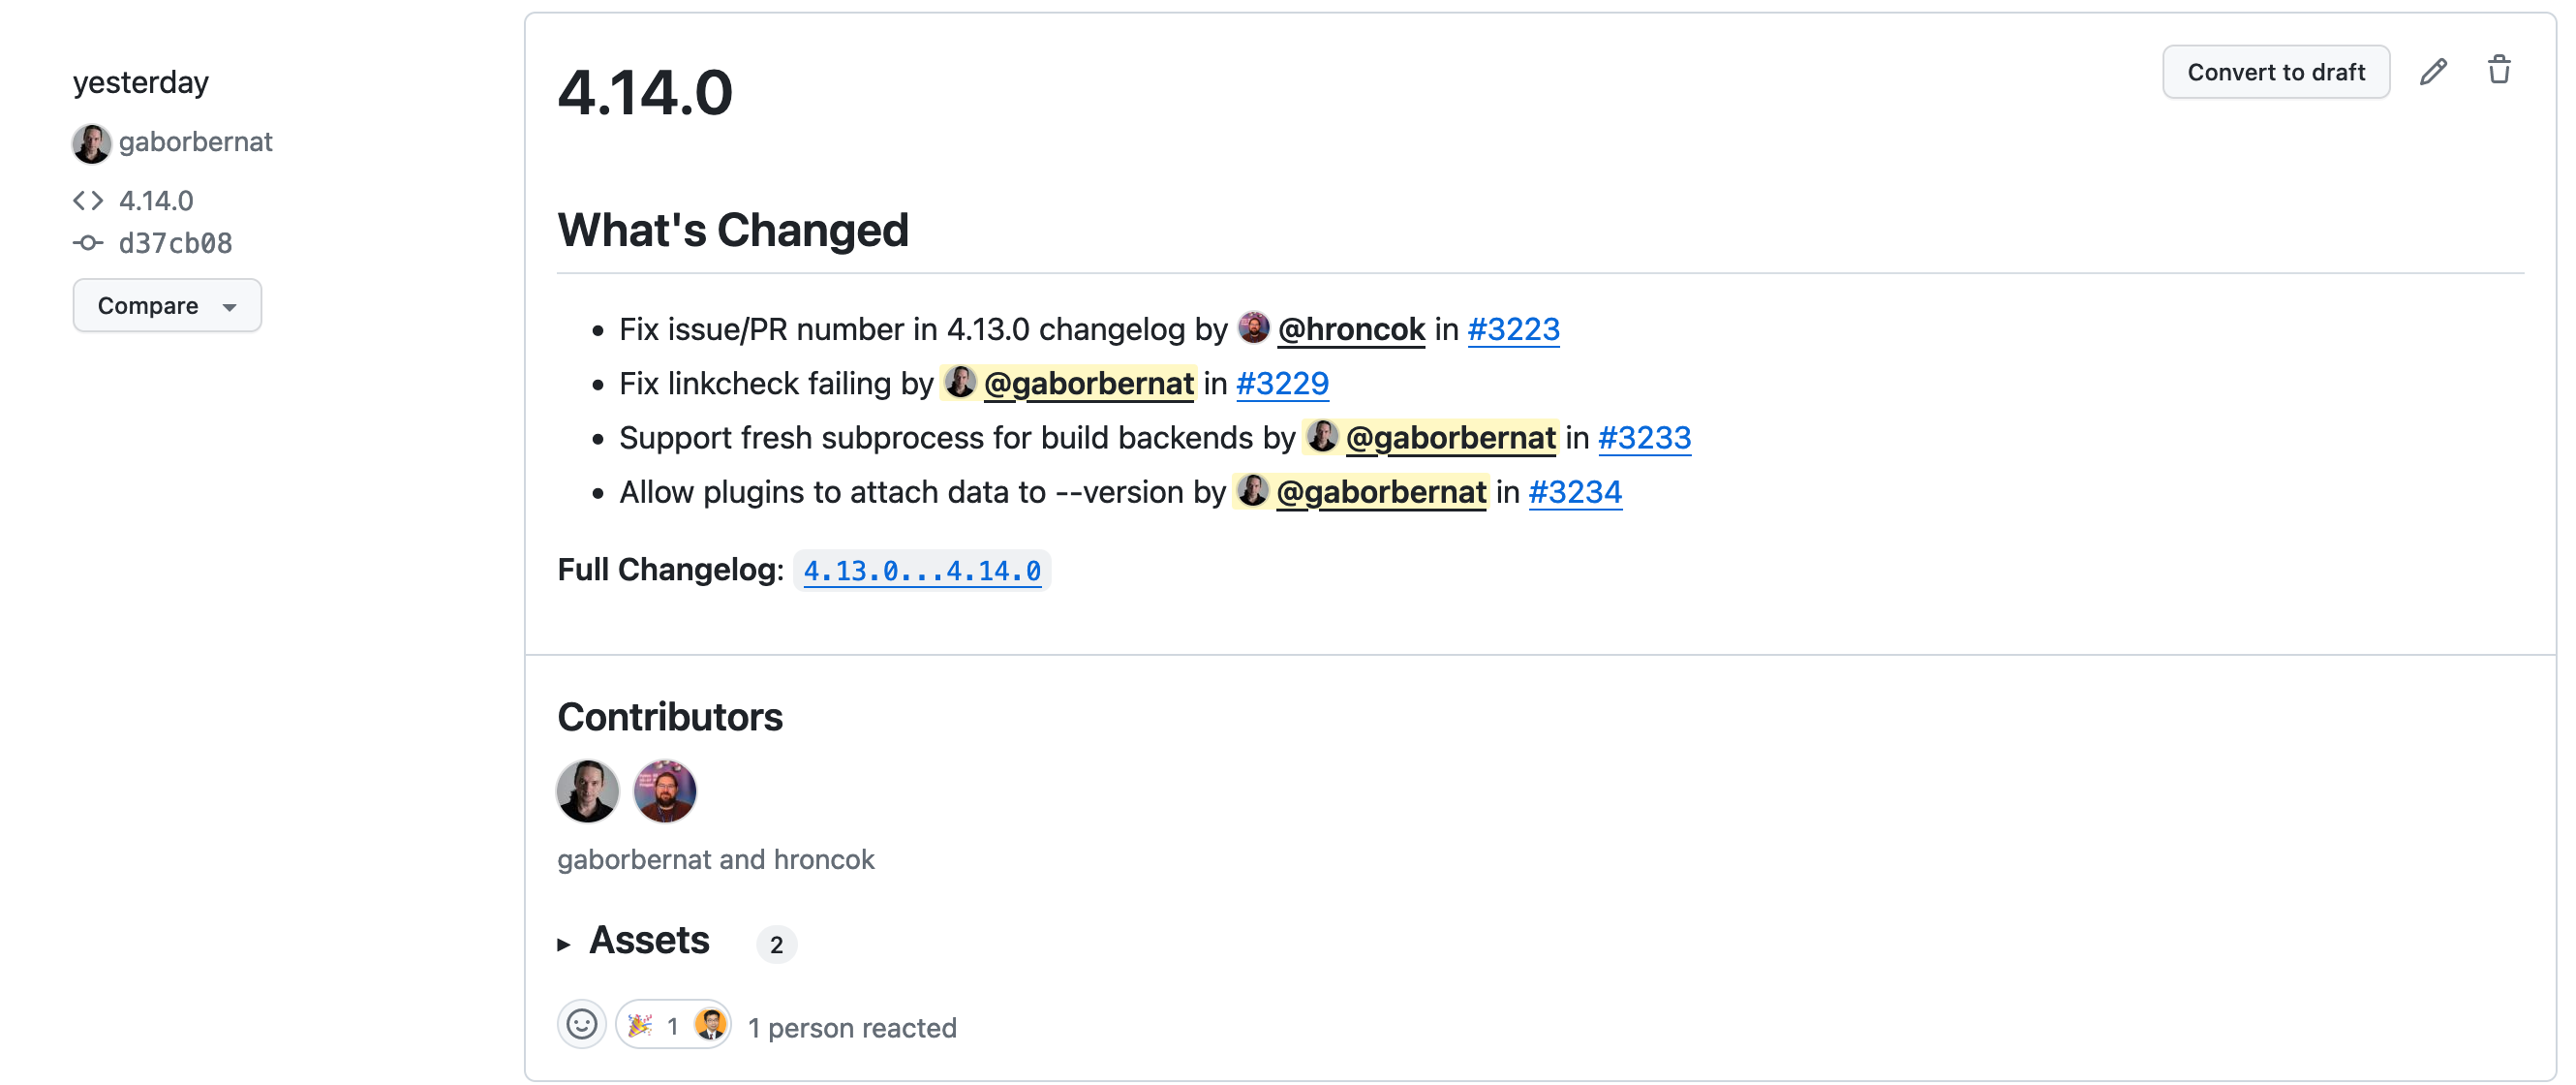 yesterday
gaborbernat
4.14.0
d37cb08
Compare
4.14.0
Convert to draft
What's Changed
Fix issue/PR number in 4.13.0 changelog by @hroncok in #3223
Fix linkcheck failing by @gaborbernat in #3229
Support fresh subprocess for build backends by @gaborbernat in #3233
Allow plugins to attach data to --version by @gaborbernat in #3234
Full Changelog: 4.13.0...4.14.0
Contributors
gaborbernat and hroncok
Assets 2
1 1 person reacted